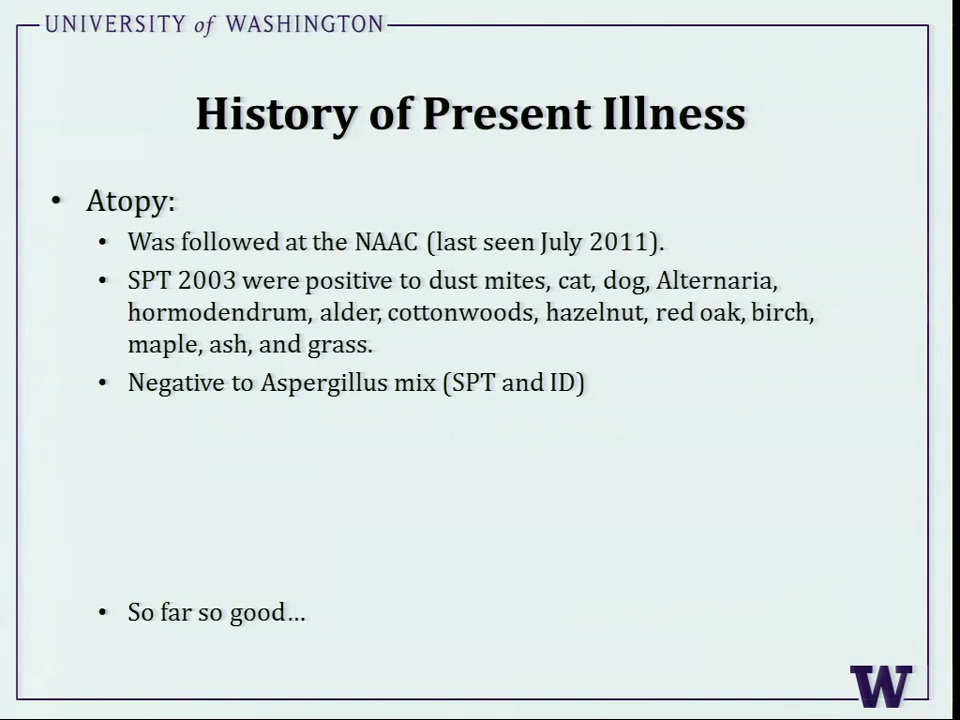 UNIVERSITY of WASHINGTON
History of Present Illness
• Atopy:
• Was followed at the NAAC (last seen July 2011).
• SPT 2003 were positive to dust mites, cat, dog, Alternaria,
hormodendrum, alder, cottonwoods, hazelnut, red oak, birch,
maple, ash, and grass.
• Negative to Aspergillus mix (SPT and ID)
• So far so good…
W